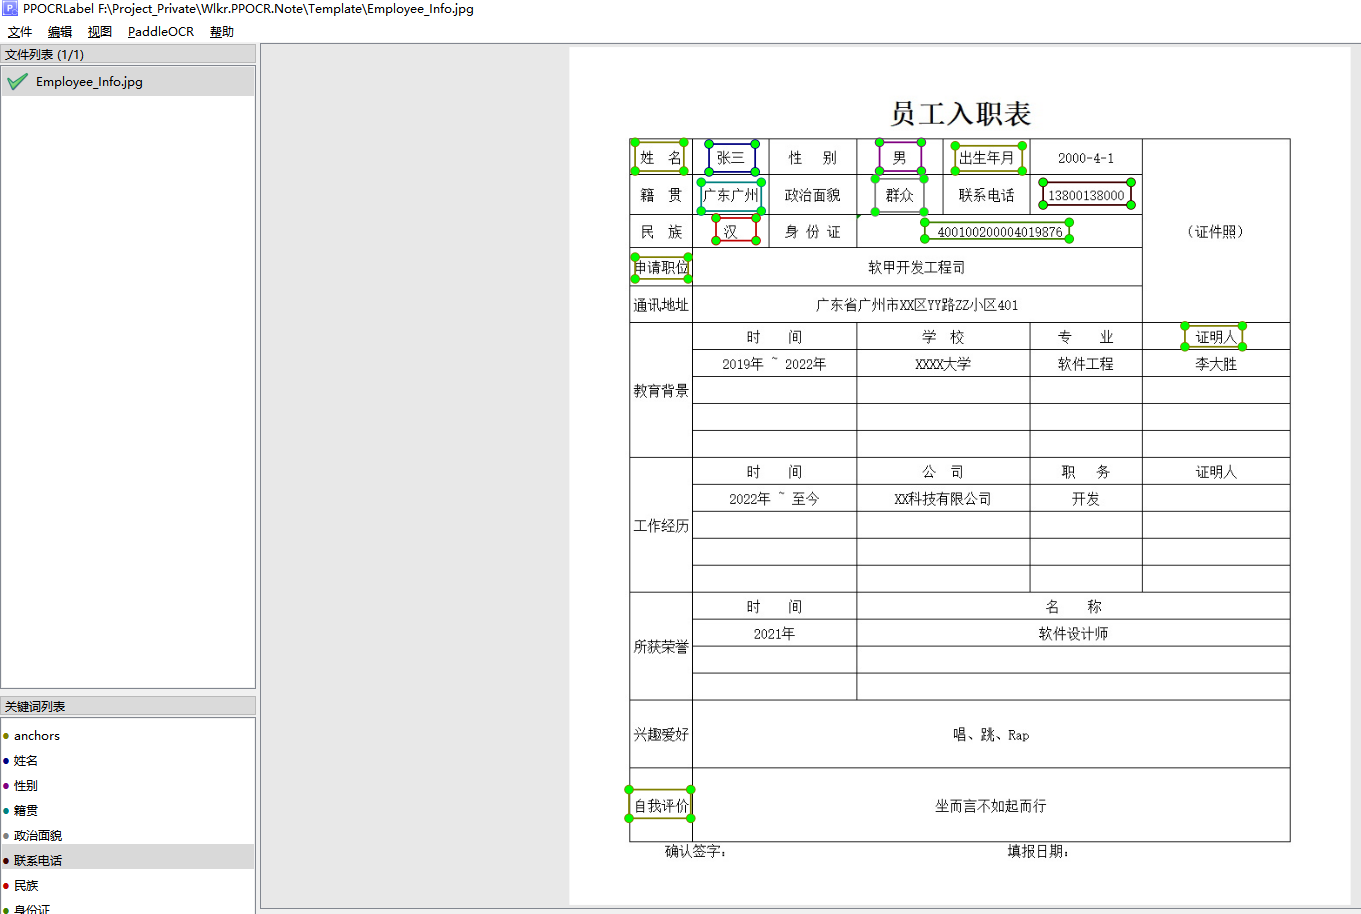 PPOCRLabel F:\Project_Private\Wlkr.PPOCR.Note\Template\Employee_Info.jpg
文件 编辑 视图 PaddleOCR 帮助
文件列表 (1/1)
Employee_Info.jpg
员工入职表
姓 名 张三 性 别 男 出生年月 2000-4-1
籍 贯 广东广州 政治面貌 群众 联系电话 13800138000
民 族 汉 身 份 证 400100200004019876 (证件照)
申请职位 软甲开发工程司
通讯地址 广东省广州市XX区YY路ZZ小区401
时 间 学 校 专 业 证明人
2019年 ~ 2022年 XXXX大学 软件工程 李大胜
教育背景
时 间 公 司 职 务 证明人
2022年 ~ 至今 XX科技有限公司 开发
工作经历
时 间 名 称
2021年 软件设计师
所获荣誉
兴趣爱好 唱、跳、Rap
自我评价 坐而言不如起而行
确认签字： 填报日期：
关键词列表
anchors
姓名
性别
籍贯
政治面貌
联系电话
民族
身份证